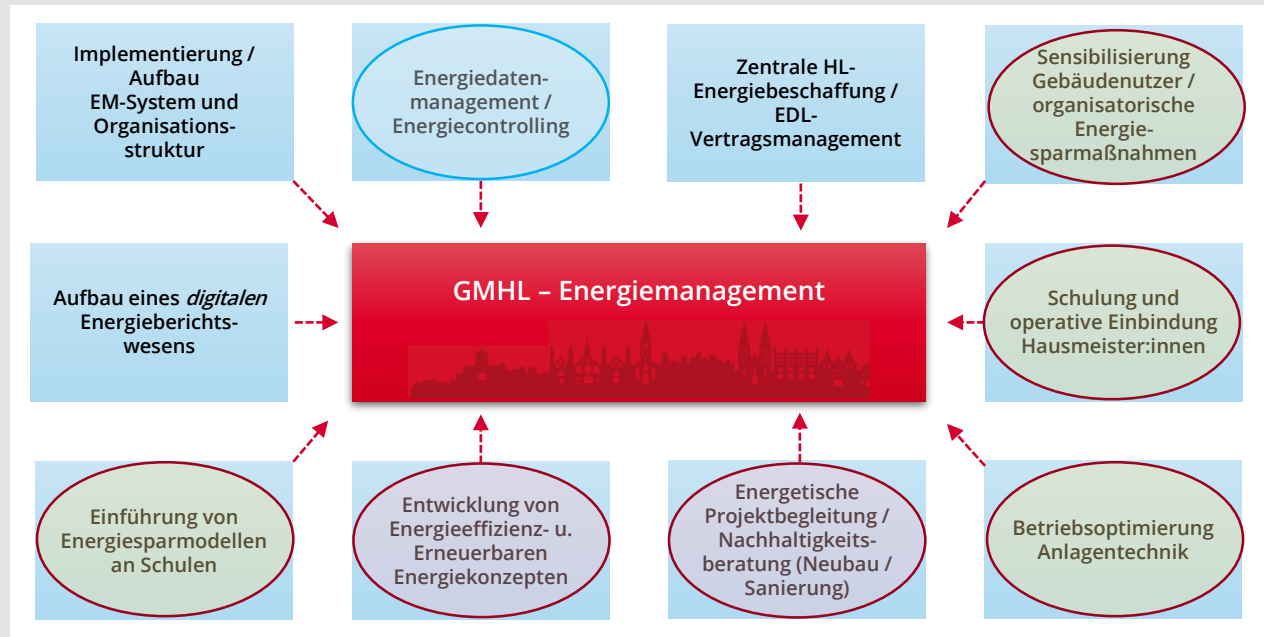 Implementierung /
Aufbau
EM-System und
Organisations-
struktur
Energiedaten-
management /
Energiecontrolling
Zentrale HL-
Energiebeschaffung /
EDL-
Vertragsmanagement
Sensibilisierung
Gebäudenutzer /
organisatorische
Energie-
sparmaßnahmen
Aufbau eines digitalen
Energieberichts-
wesens
GMHL – Energiemanagement
Schulung und
operative Einbindung
Hausmeister:innen
Einführung von
Energiesparmodellen
an Schulen
Entwicklung von
Energieeffizienz- u.
Erneuerbaren
Energiekonzepten
Energetische
Projektbegleitung /
Nachhaltigkeits-
beratung (Neubau /
Sanierung)
Betriebsoptimierung
Anlagentechnik